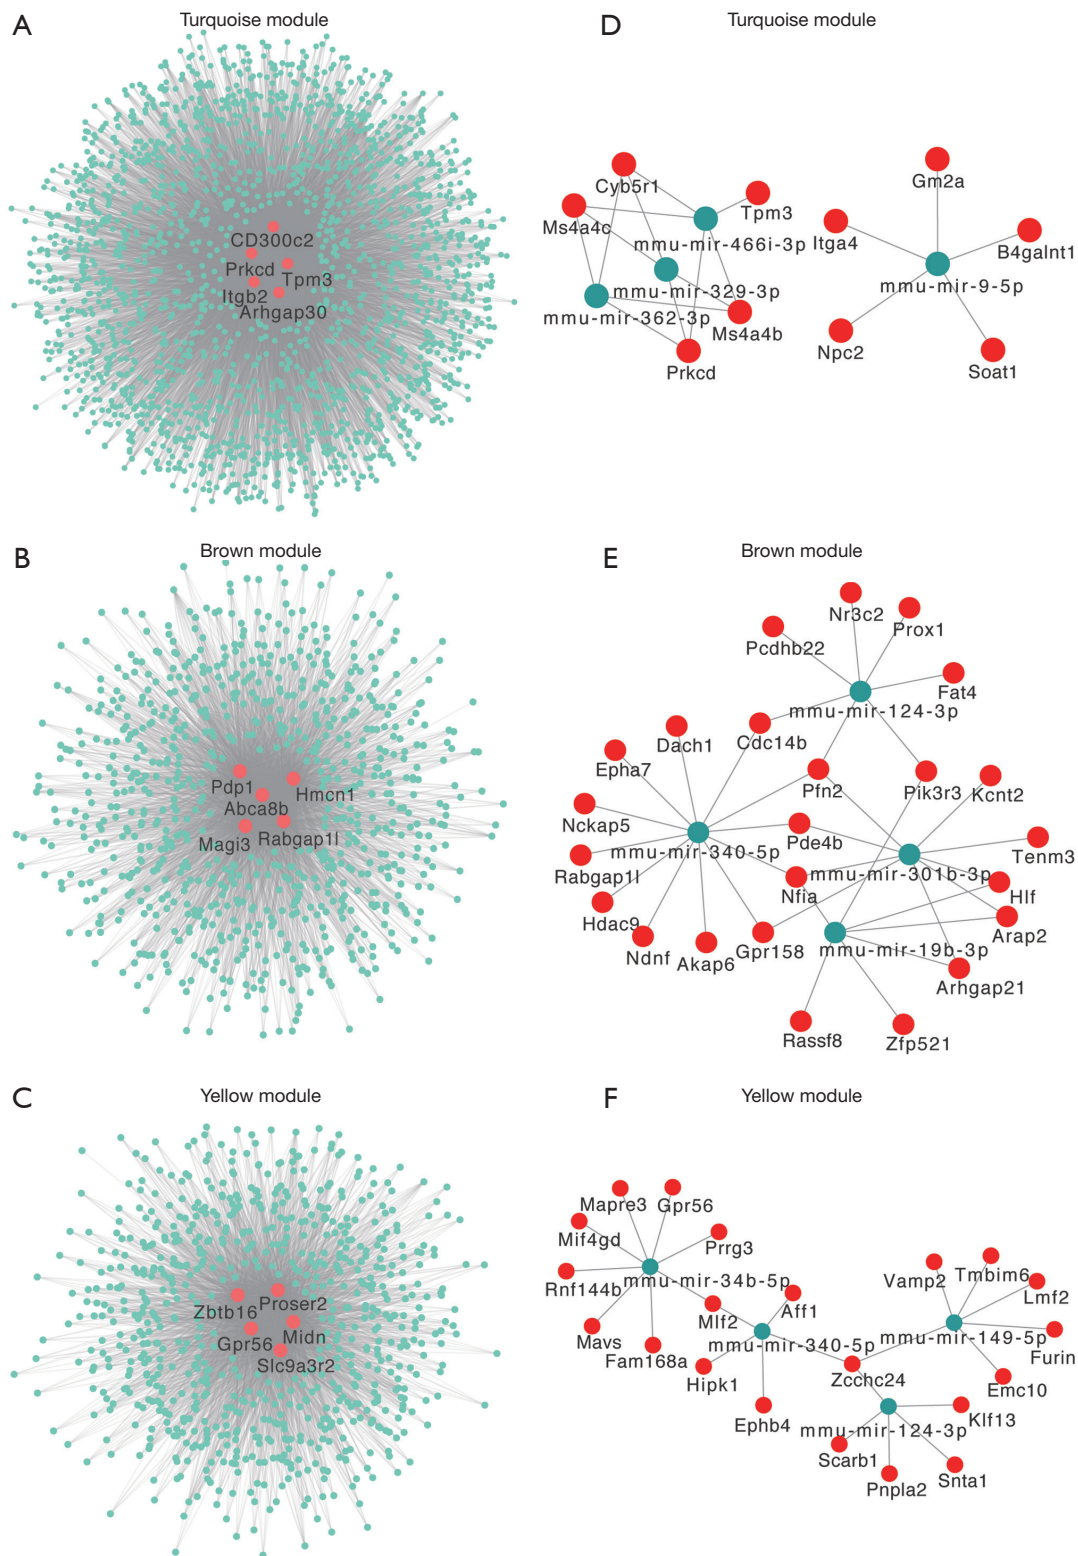 A
Turquoise module
CD300c2
Prkcd
Tpm3
Itgb2
Arhgap30
D
Turquoise module
Cyb5r1
Tpm3
Ms4a4c
mmu-mir-466i-3p
mmu-mir-329-3p
mmu-mir-362-3p
Ms4a4b
Prkcd
Gm2a
Itga4
B4galnt1
mmu-mir-9-5p
Npc2
Soat1
B
Brown module
Pdp1
Hmcn1
Abca8b
Magi3
Rabgap1l
E
Brown module
Nr3c2
Prox1
Pcdhb22
Fat4
mmu-mir-124-3p
Dach1
Cdc14b
Epha7
Pfn2
Pik3r3
Kcnt2
Nckap5
Pde4b
mmu-mir-340-5p
Tenm3
mmu-mir-301b-3p
Rabgap1l
Nfia
Hlf
Hdac9
Arap2
Ndnf
Akap6
Gpr158
mmu-mir-19b-3p
Arhgap21
Rassf8
Zfp521
C
Yellow module
Zbtb16
Proser2
Gpr56
Midn
Slc9a3r2
F
Yellow module
Mapre3
Gpr56
Mif4gd
Prrg3
Rnf144b
mmu-mir-34b-5p
Mlf2
Aff1
Mavs
Fam168a
mmu-mir-340-5p
Hipk1
Ephb4
Vamp2
Tmbim6
Lmf2
mmu-mir-149-5p
Furin
Zcchc24
Emc10
mmu-mir-124-3p
Klf13
Scarb1
Pnpla2
Snta1